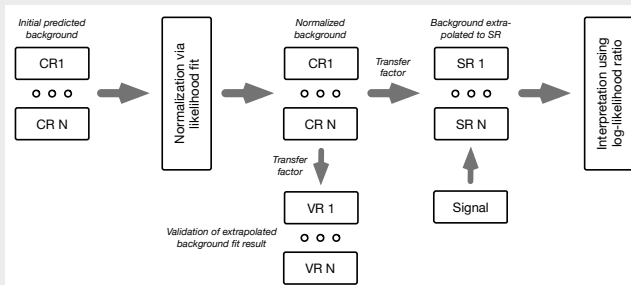 Initial predicted
background
CR1
CR N
Normalization via
likelihood fit
Normalized
background
CR1
CR N
Transfer
factor
Background extra-
polated to SR
SR 1
SR N
Interpretation using
log-likelihood ratio
Transfer
factor
Signal
VR 1
Validation of extrapolated
background fit result
VR N